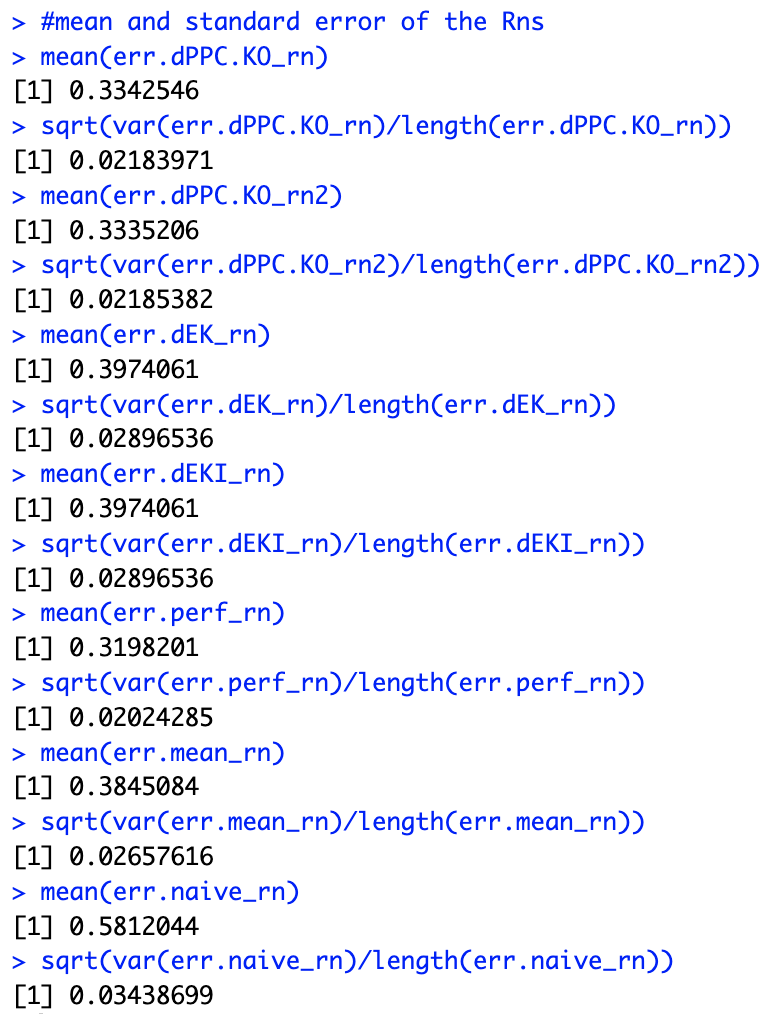 > #mean and standard error of the Rns
> mean(err.dPPC.KO_rn)
[1] 0.3342546
> sqrt(var(err.dPPC.KO_rn)/length(err.dPPC.KO_rn))
[1] 0.02183971
> mean(err.dPPC.KO_rn2)
[1] 0.3335206
> sqrt(var(err.dPPC.KO_rn2)/length(err.dPPC.KO_rn2))
[1] 0.02185382
> mean(err.dEK_rn)
[1] 0.3974061
> sqrt(var(err.dEK_rn)/length(err.dEK_rn))
[1] 0.02896536
> mean(err.dEKI_rn)
[1] 0.3974061
> sqrt(var(err.dEKI_rn)/length(err.dEKI_rn))
[1] 0.02896536
> mean(err.perf_rn)
[1] 0.3198201
> sqrt(var(err.perf_rn)/length(err.perf_rn))
[1] 0.02024285
> mean(err.mean_rn)
[1] 0.3845084
> sqrt(var(err.mean_rn)/length(err.mean_rn))
[1] 0.02657616
> mean(err.naive_rn)
[1] 0.5812044
> sqrt(var(err.naive_rn)/length(err.naive_rn))
[1] 0.03438699